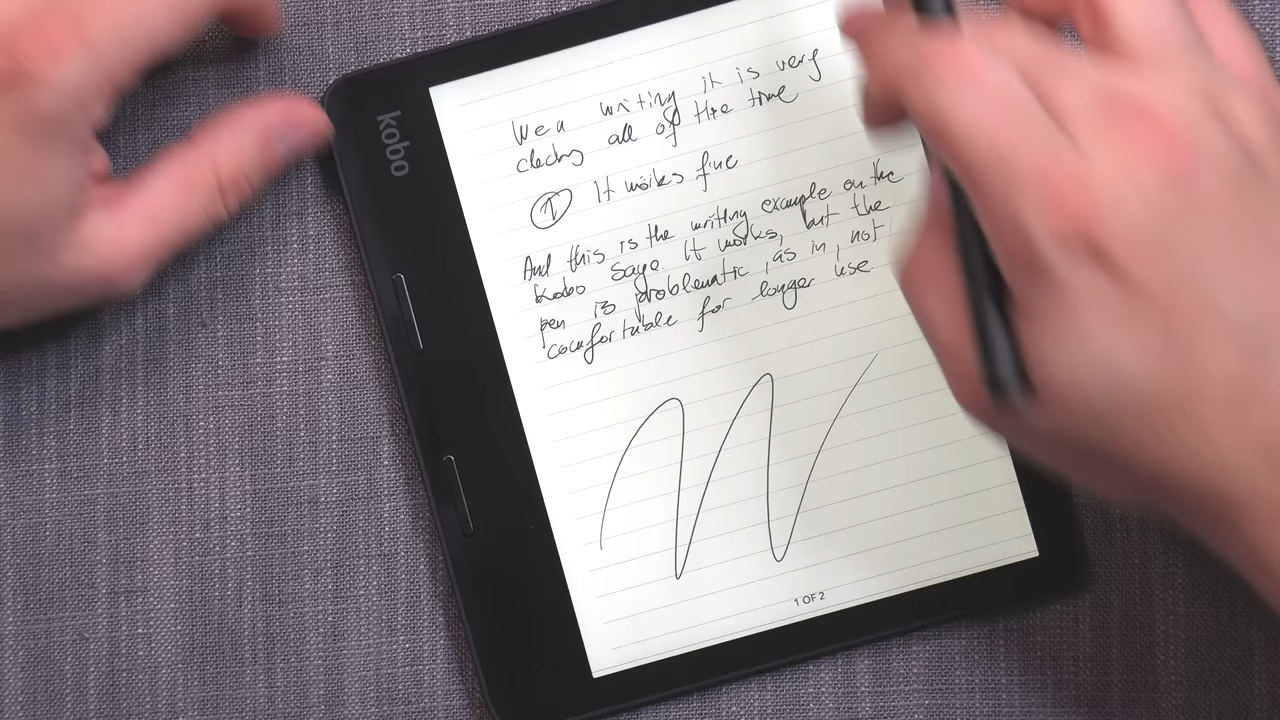 kobo
writing it is very
all of the time
① It works fine
And this is the writing example on the
kobo Sage It works, but the
pen is problematic, as in, not
comfortable for longer use
1 OF 2